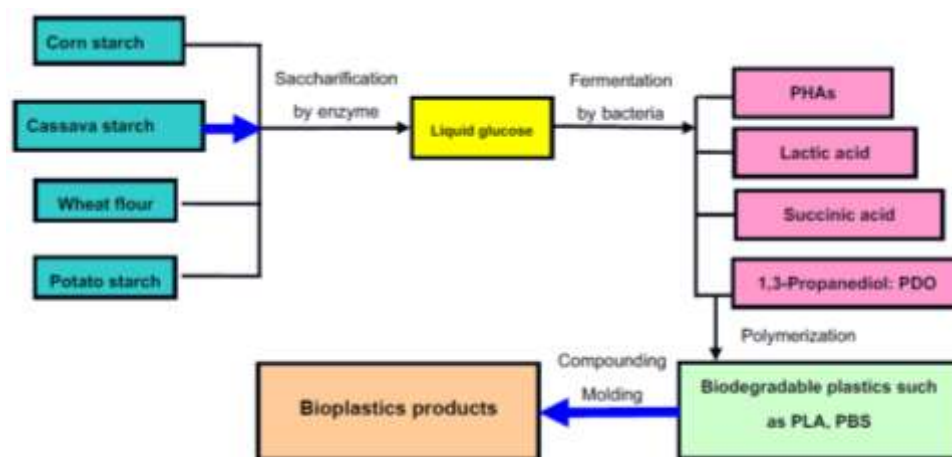 Corn starch
Cassava starch
Wheat flour
Potato starch
Saccharification
by enzyme
Liquid glucose
Fermentation
by bacteria
PHAs
Lactic acid
Succinic acid
1,3-Propanediol: PDO
Polymerization
Biodegradable plastics such
as PLA, PBS
Compounding
Molding
Bioplastics products